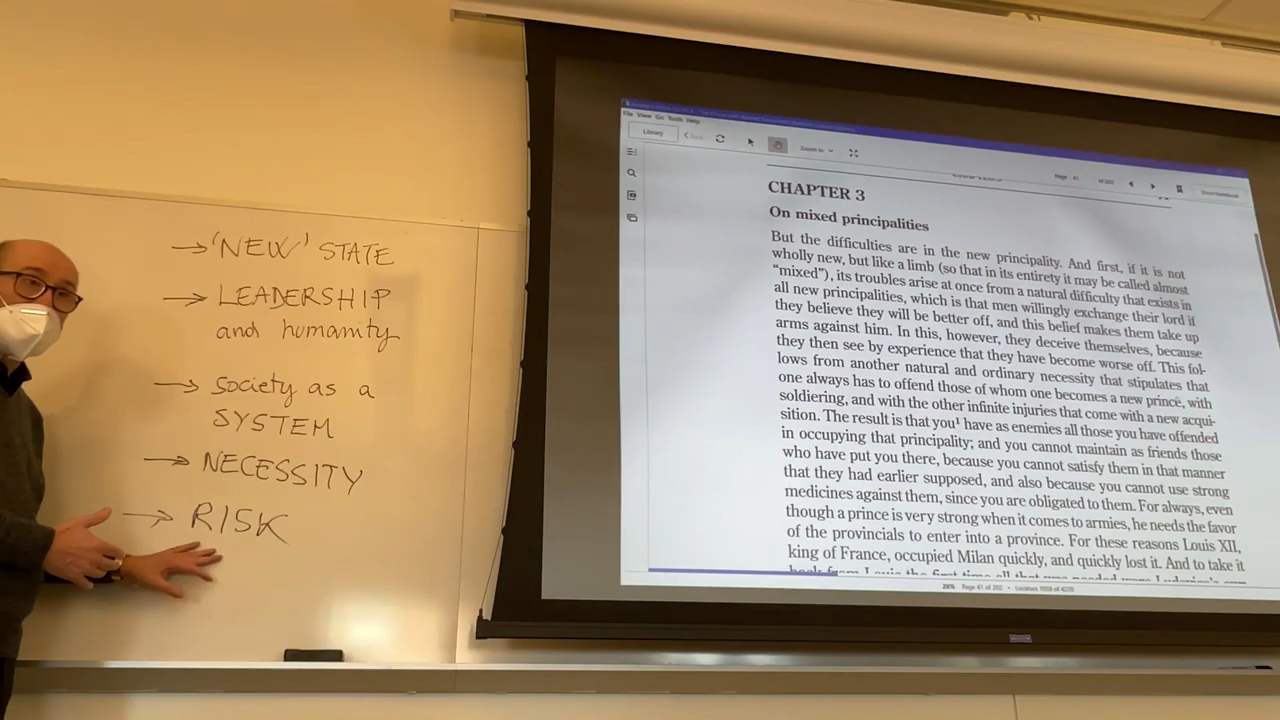 → 'NEW' STATE
→ LEADERSHIP
and humanity
→ society as a
SYSTEM
→ NECESSITY
→ RISK
File View Go Tools Help
Library
Zoom to
Page 41 of 302
CHAPTER 3
On mixed principalities
But the difficulties are in the new principality. And first, if it is not
wholly new, but like a limb (so that in its entirety it may be called almost
“mixed”), its troubles arise at once from a natural difficulty that exists in
all new principalities, which is that men willingly exchange their lord if
they believe they will be better off, and this belief makes them take up
arms against him. In this, however, they deceive themselves, because
they then see by experience that they have become worse off. This fol-
lows from another natural and ordinary necessity that stipulates that
one always has to offend those of whom one becomes a new prince, with
soldiering, and with the other infinite injuries that come with a new acqui-
sition. The result is that you¹ have as enemies all those you have offended
in occupying that principality; and you cannot maintain as friends those
who have put you there, because you cannot satisfy them in that manner
that they had earlier supposed, and also because you cannot use strong
medicines against them, since you are obligated to them. For always, even
though a prince is very strong when it comes to armies, he needs the favor
of the provincials to enter into a province. For these reasons Louis XII,
king of France, occupied Milan quickly, and quickly lost it. And to take it